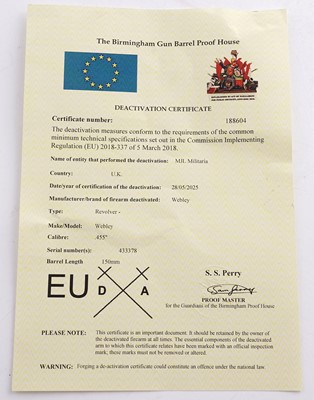 The Birmingham Gun Barrel Proof House
DEACTIVATION CERTIFICATE
Certificate number: 188604
The deactivation measures conform to the requirements of the common
minimum technical specifications set out in the Commission Implementing
Regulation (EU) 2018-337 of 5 March 2018.
Name of entity that performed the deactivation: MJL Militaria
Country: U.K.
Date/year of certification of the deactivation: 28/05/2025
Manufacturer/brand of firearm deactivated: Webley
Type: Revolver -
Make/Model: Webley
Calibre: .455"
Serial number(s): 433378
Barrel Length 150mm
EU D A
S. S. Perry
PROOF MASTER
for the Guardians of the Birmingham Proof House
PLEASE NOTE: This certificate is an important document. It should be retained by the owner of
the deactivated firearm at all times. The essential components of the deactivated
arm to which this certificate relates have been marked with an official inspection
mark; those marks must not be removed or altered.
WARNING: Forging a de-activation certificate could constitute an offence under the national law